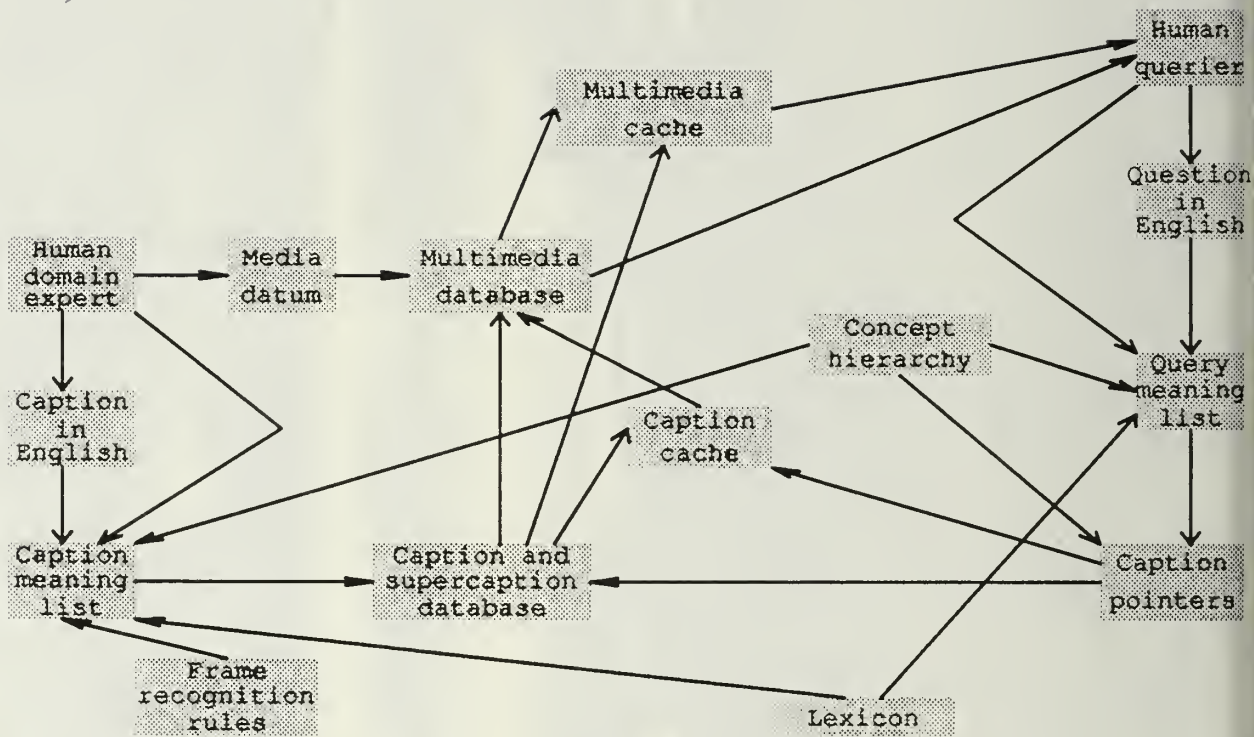 Human
querier
Multimedia
cache
Question
in
English
Human
domain
expert
Media
datum
Multimedia
database
Concept
hierarchy
Query
meaning
list
Caption
in
English
Caption
cache
Caption
meaning
list
Caption and
supercaption
database
Caption
pointers
Frame
recognition
rules
Lexicon